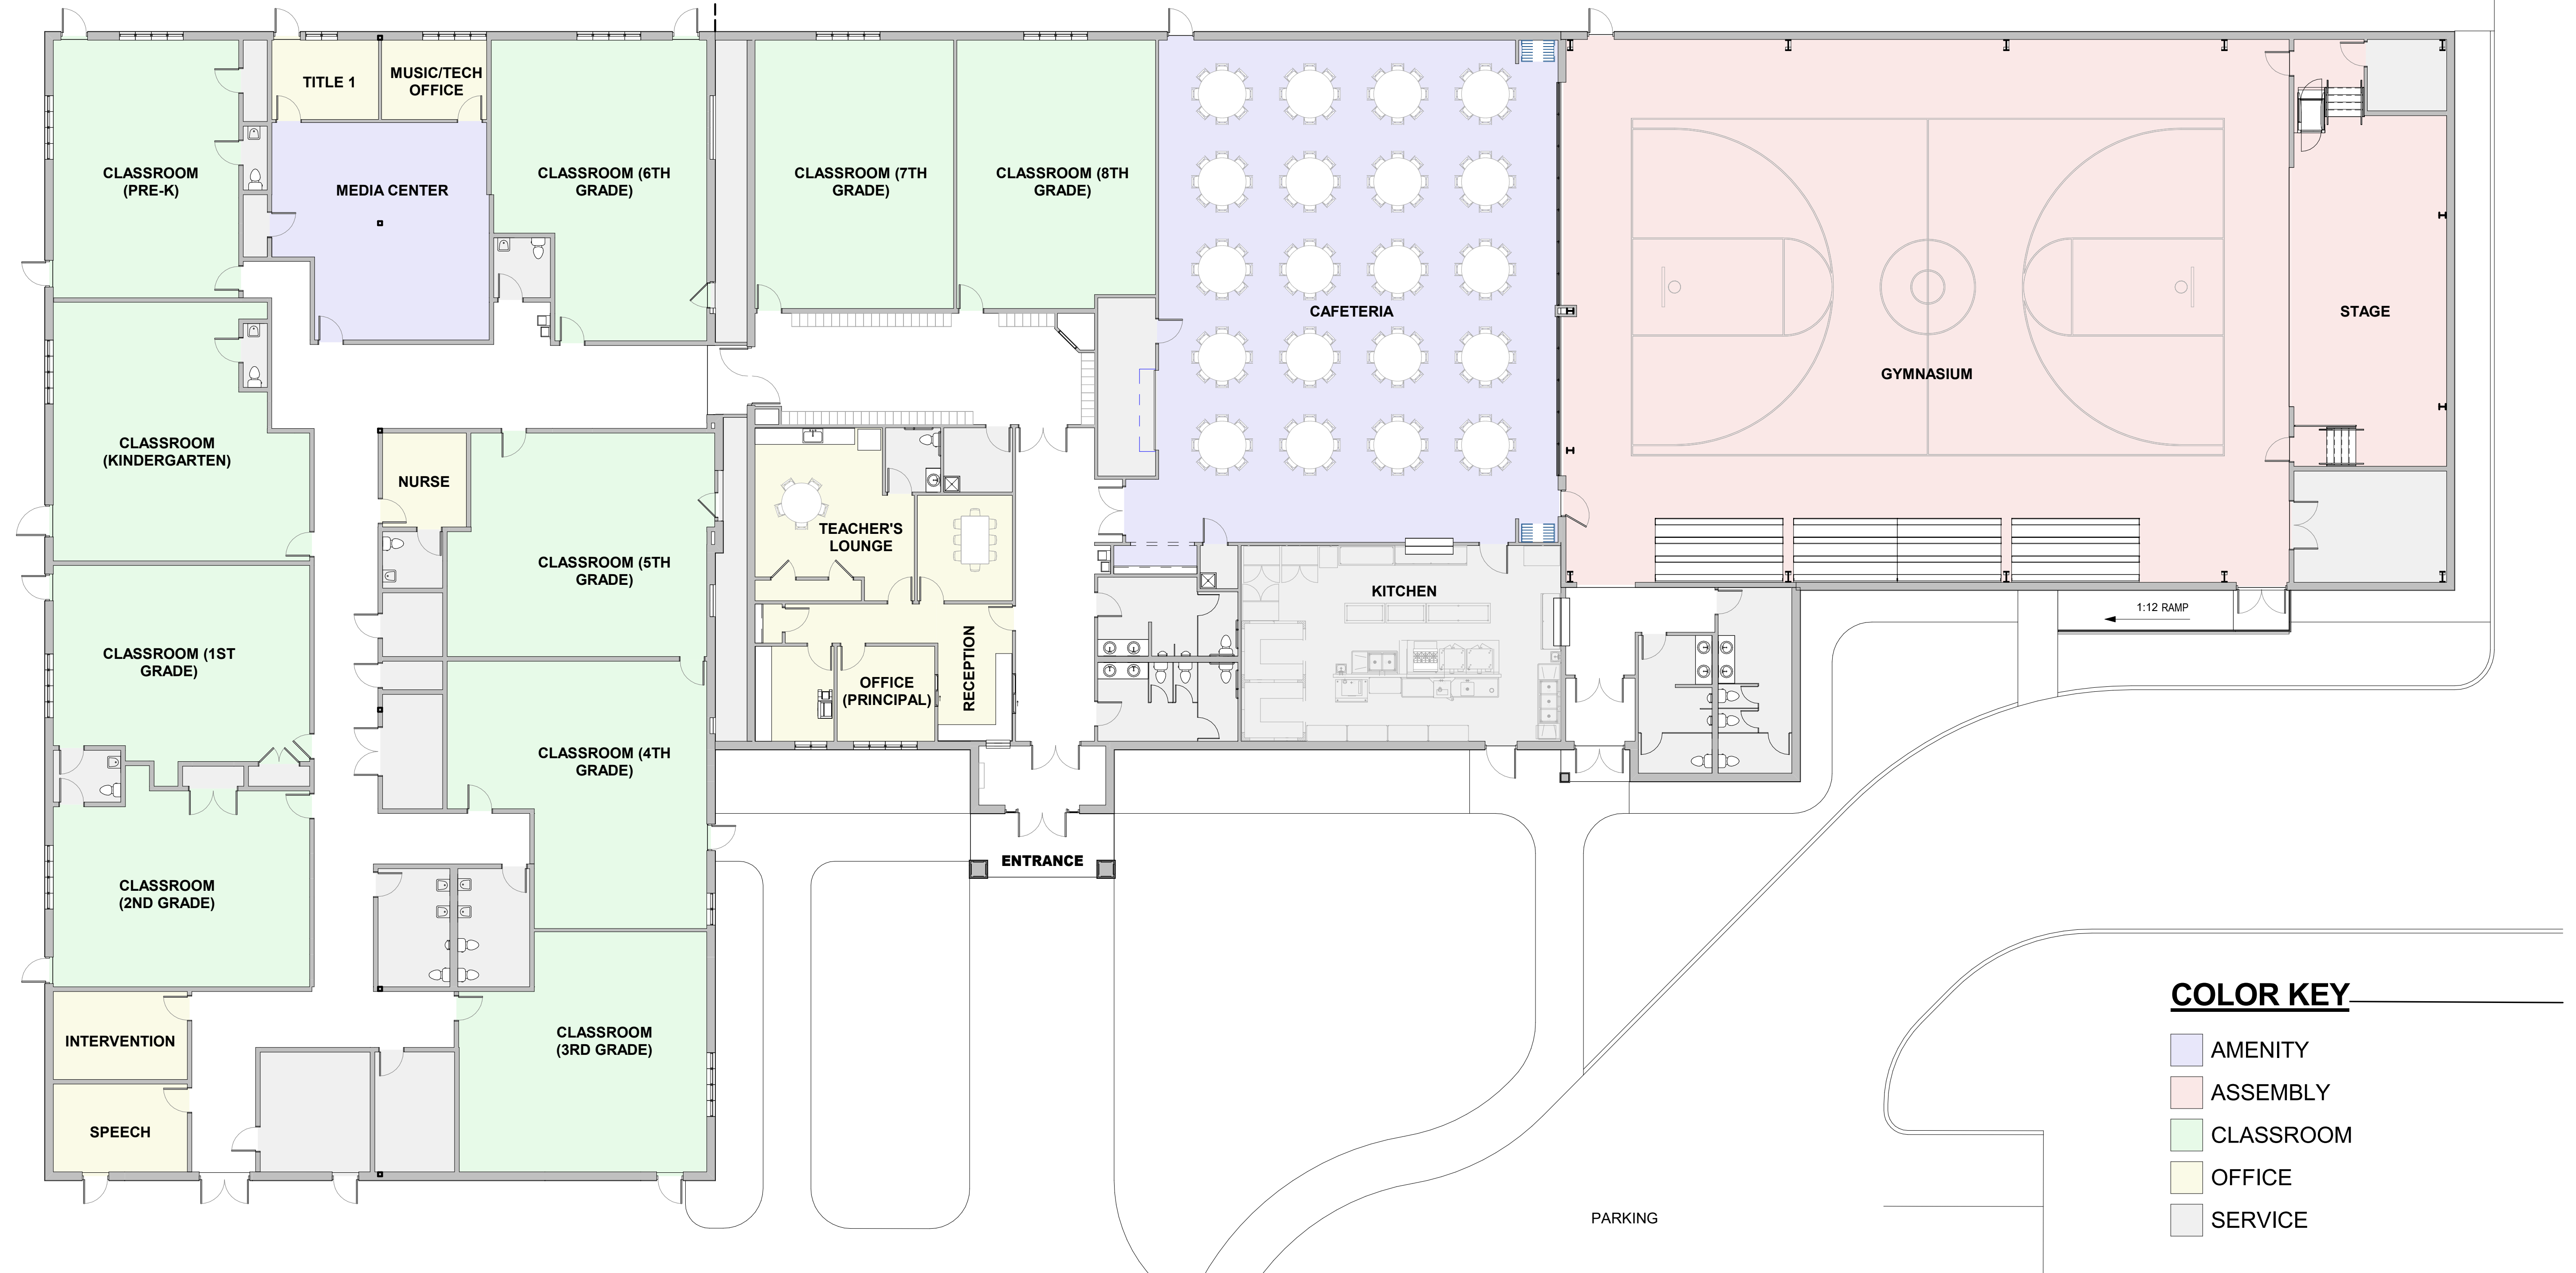 TITLE 1
MUSIC/TECH
OFFICE
CLASSROOM
(PRE-K)
MEDIA CENTER
CLASSROOM (6TH
GRADE)
CLASSROOM (7TH
GRADE)
CLASSROOM (8TH
GRADE)
CAFETERIA
GYMNASIUM
STAGE
CLASSROOM
(KINDERGARTEN)
NURSE
CLASSROOM (5TH
GRADE)
TEACHER'S
LOUNGE
KITCHEN
1:12 RAMP
CLASSROOM (1ST
GRADE)
OFFICE
(PRINCIPAL)
RECEPTION
CLASSROOM (4TH
GRADE)
ENTRANCE
CLASSROOM
(2ND GRADE)
INTERVENTION
CLASSROOM
(3RD GRADE)
SPEECH
PARKING
COLOR KEY
AMENITY
ASSEMBLY
CLASSROOM
OFFICE
SERVICE